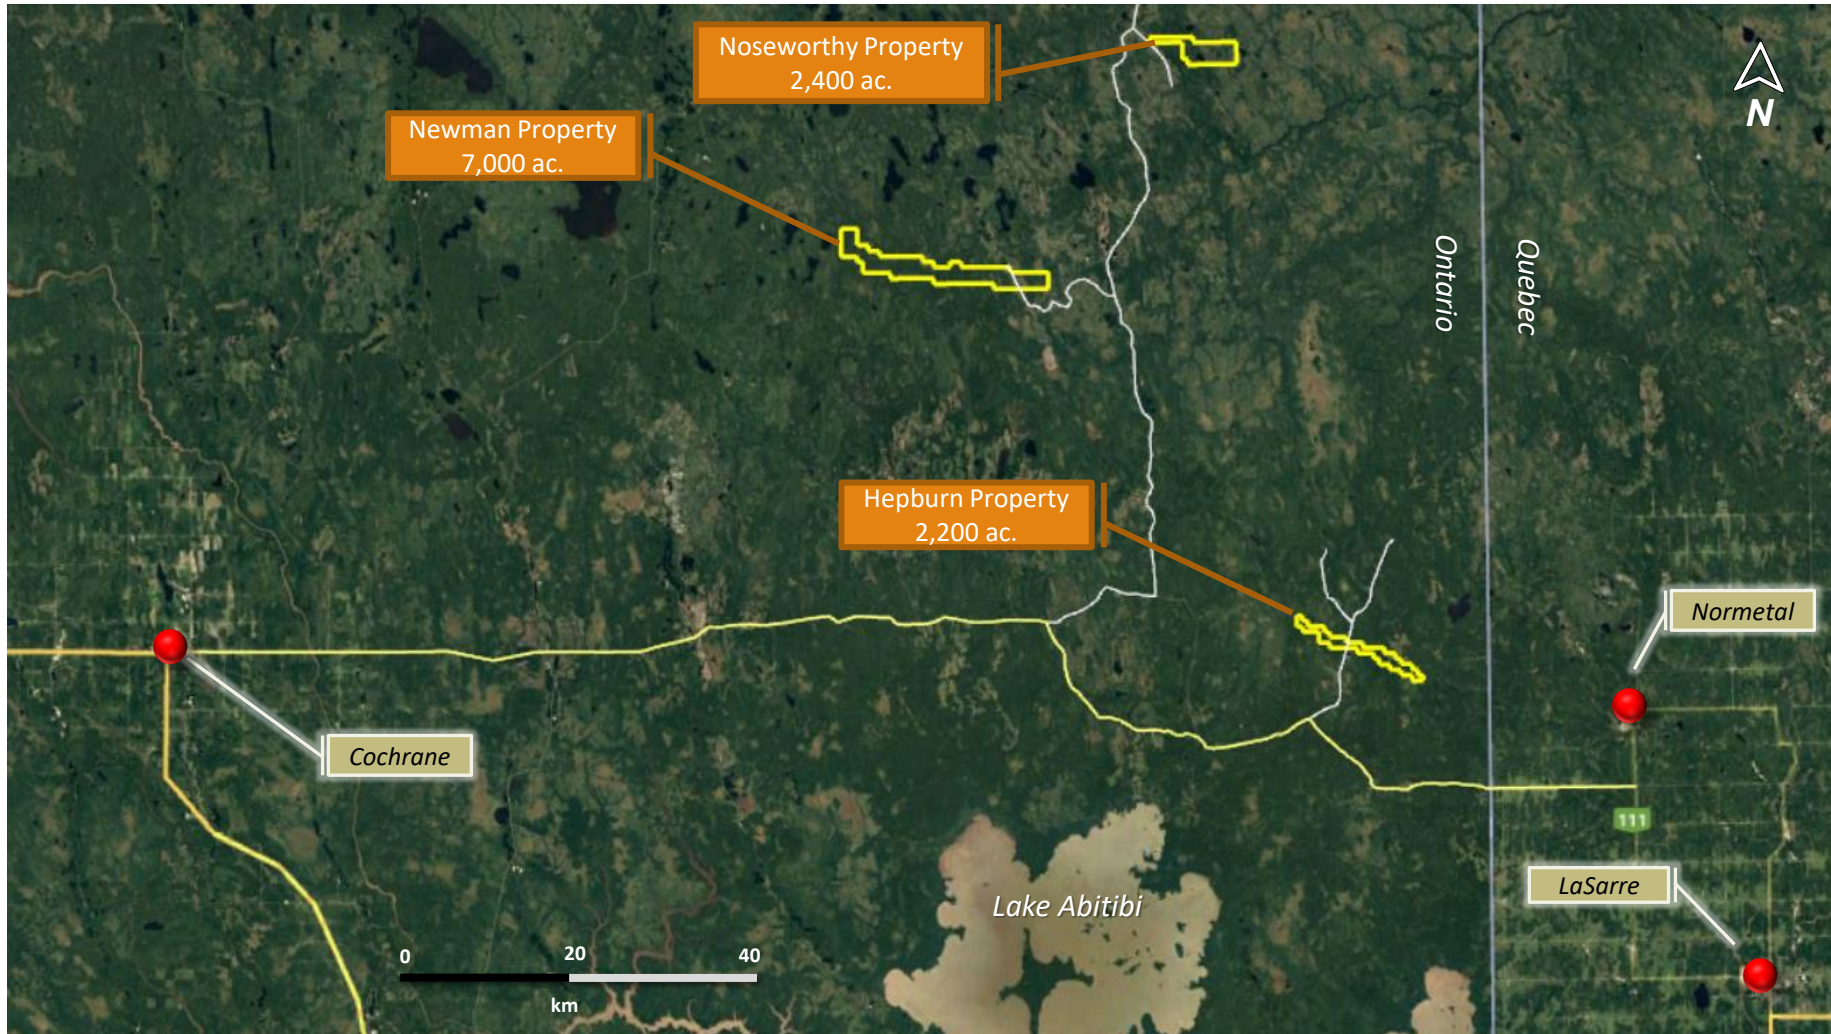 Noseworthy Property
2,400 ac.
N
Newman Property
7,000 ac.
Ontario
Quebec
Hepburn Property
2,200 ac.
Normetal
Cochrane
111
LaSarre
Lake Abitibi
0 20 40
km